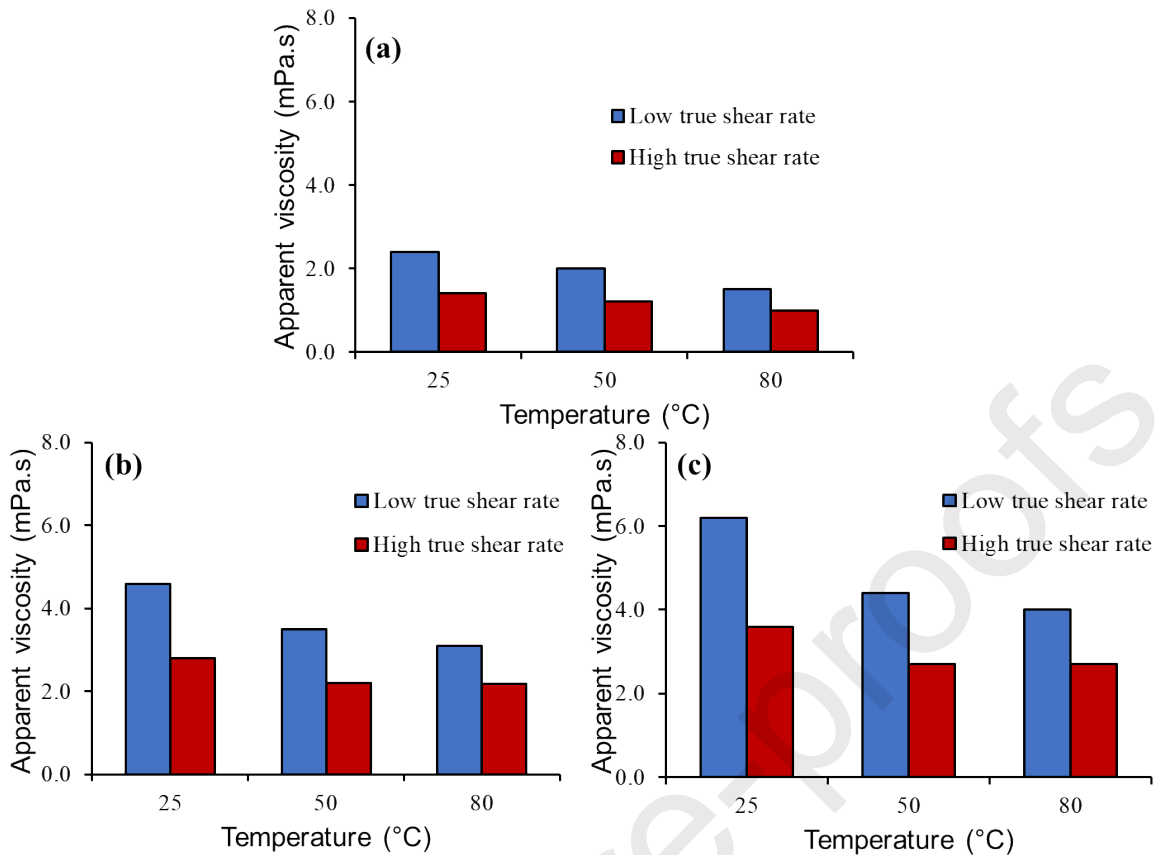 (a)
Apparent viscosity (mPa.s)
8.0
6.0
4.0
2.0
0.0
Low true shear rate
High true shear rate
25 50 80
Temperature (°C)
(b)
Apparent viscosity (mPa.s)
8.0
6.0
4.0
2.0
0.0
Low true shear rate
High true shear rate
25 50 80
Temperature (°C)
(c)
Apparent viscosity (mPa.s)
8.0
6.0
4.0
2.0
0.0
Low true shear rate
High true shear rate
25 50 80
Temperature (°C)
re-proofs